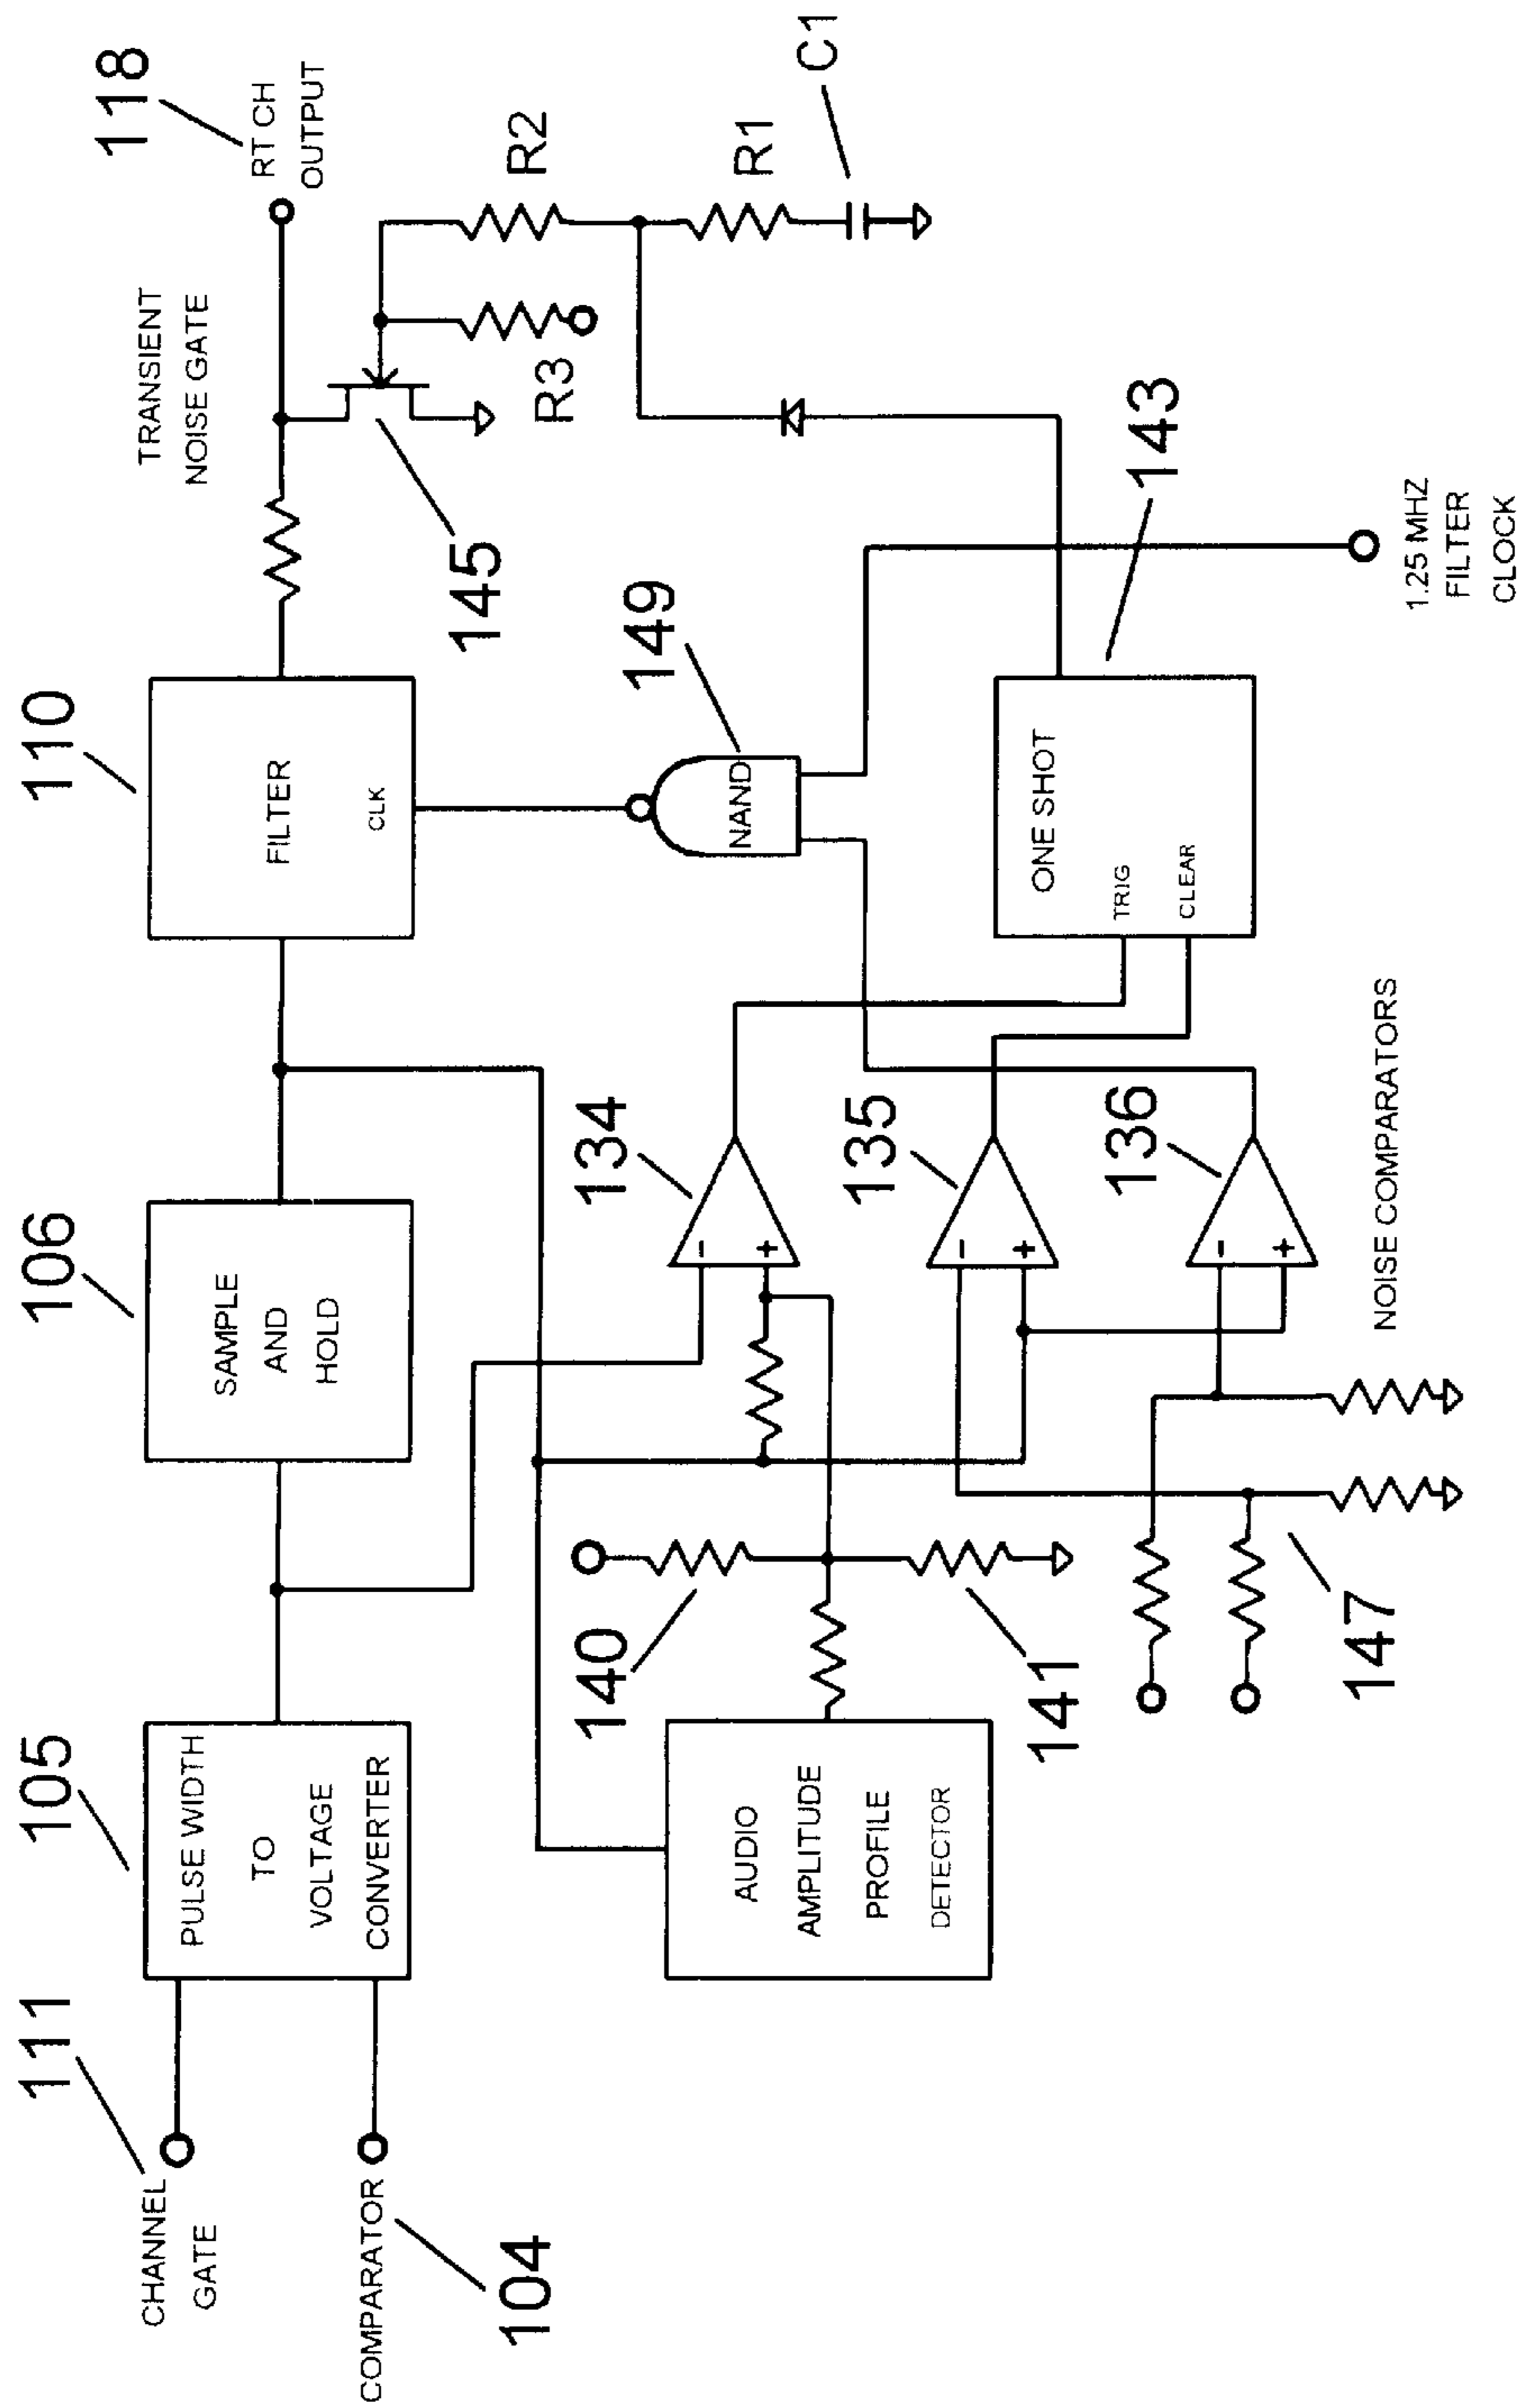 111
CHANNEL
GATE
COMPARATOR
104
105
PULSE WIDTH
TO
VOLTAGE
CONVERTER
106
SAMPLE
AND
HOLD
110
FILTER
CLK
TRANSIENT
NOISE GATE
118
RT CH
OUTPUT
145
R3
R2
R1
C1
149
NAND
134
-
+
135
-
+
136
-
+
NOISE COMPARATORS
140
141
147
AUDIO
AMPLITUDE
PROFILE
DETECTOR
ONE SHOT
TRIG
CLEAR
143
1.25 MHZ
FILTER
CLOCK